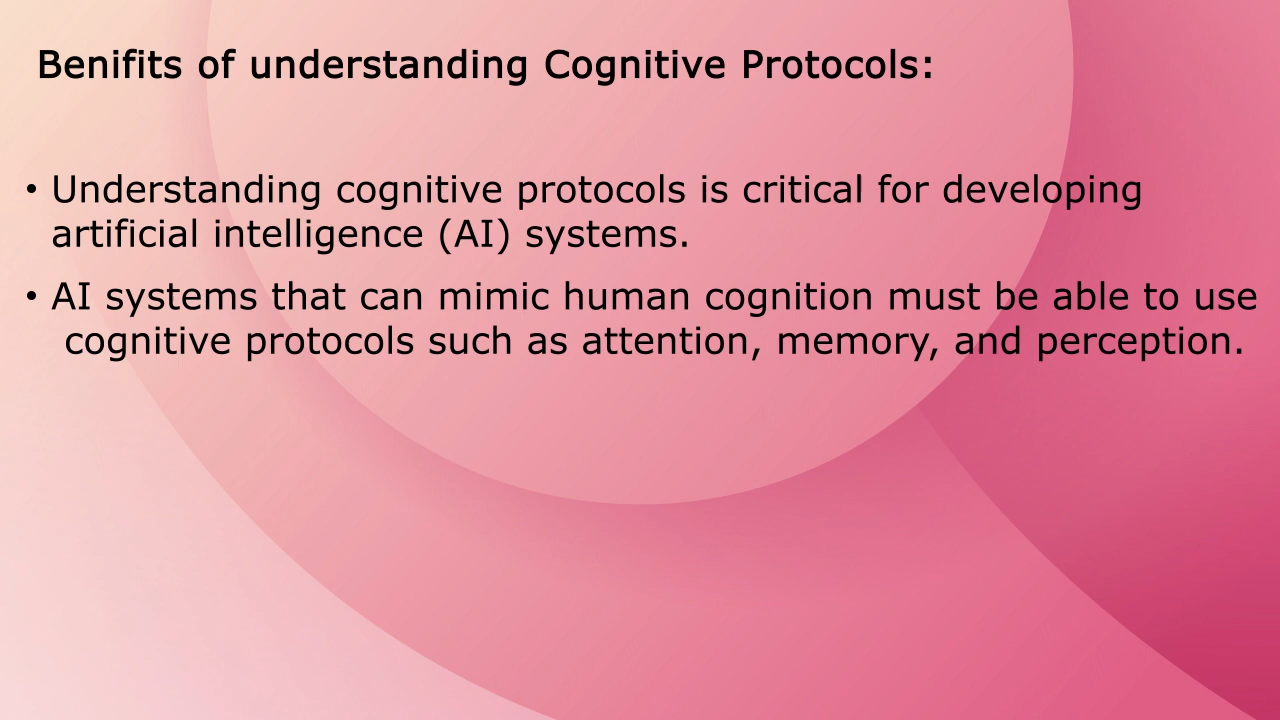 Benifits of understanding Cognitive Protocols:
• Understanding cognitive protocols is critical for developing
artificial intelligence (AI) systems.
• AI systems that can mimic human cognition must be able to use
cognitive protocols such as attention, memory, and perception.